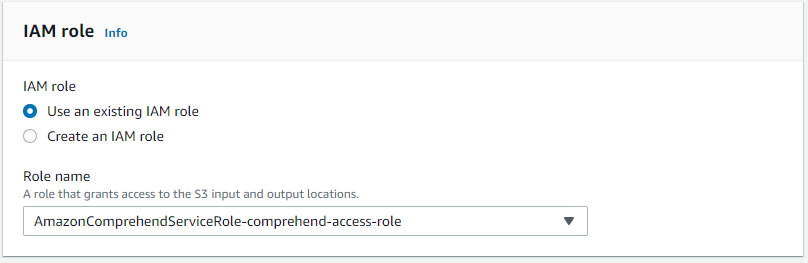 IAM role Info
IAM role
Use an existing IAM role
Create an IAM role
Role name
A role that grants access to the S3 input and output locations.
AmazonComprehendServiceRole-comprehend-access-role